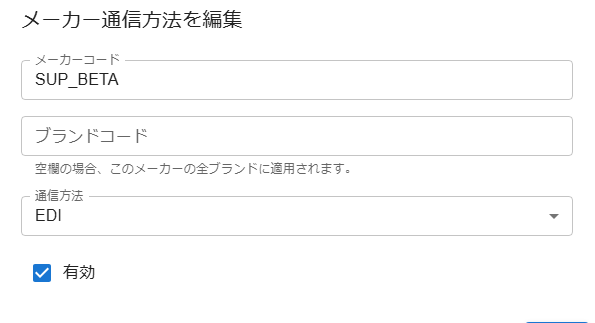 メーカー通信方法を編集
メーカーコード
SUP_BETA
ブランドコード
空欄の場合、このメーカーの全ブランドに適用されます。
通信方法
EDI
有効